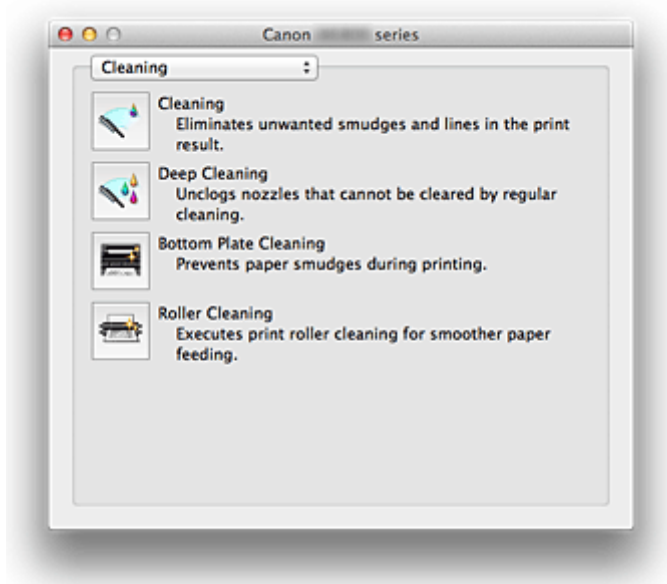 Canon series
Cleaning
Cleaning
Eliminates unwanted smudges and lines in the print
result.
Deep Cleaning
Unclogs nozzles that cannot be cleared by regular
cleaning.
Bottom Plate Cleaning
Prevents paper smudges during printing.
Roller Cleaning
Executes print roller cleaning for smoother paper
feeding.